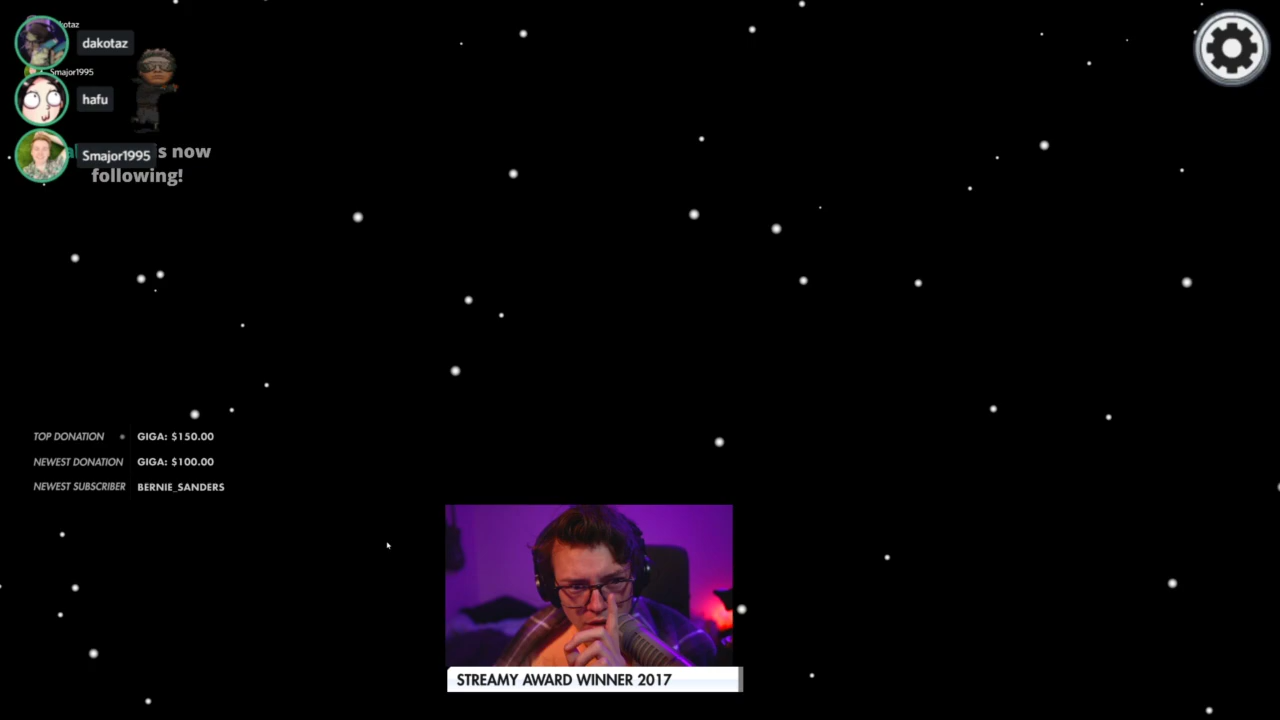 dakotaz
Smajor1995
hafu
Smajor1995
s now
following!
TOP DONATION GIGA: $150.00
NEWEST DONATION GIGA: $100.00
NEWEST SUBSCRIBER BERNIE_SANDERS
STREAMY AWARD WINNER 2017